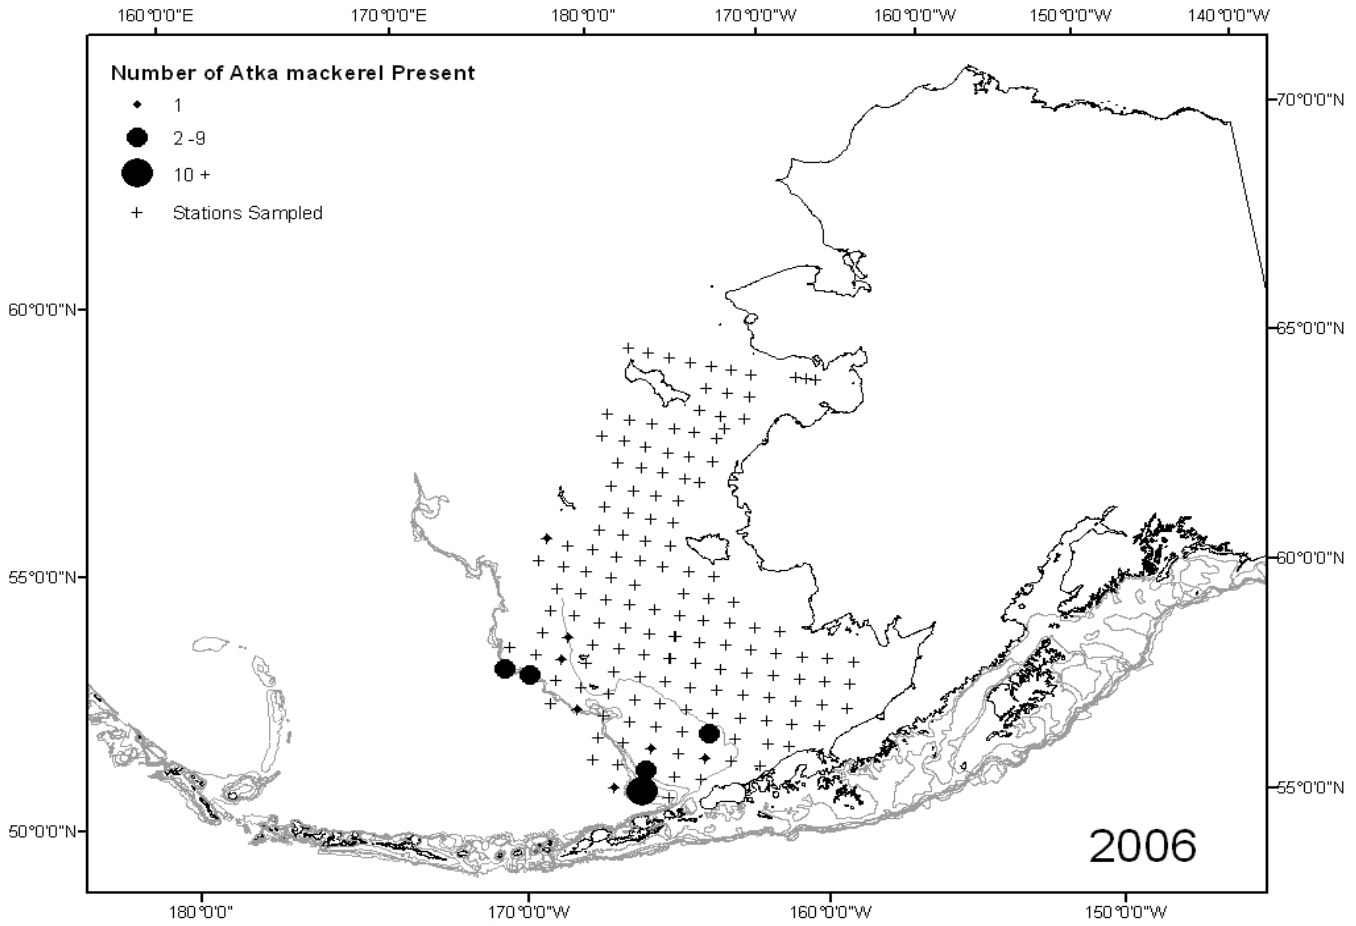 160°0'0"E 170°0'0"E 180°0'0" 170°0'0"W 160°0'0"W 150°0'0"W 140°0'0"W
Number of Atka mackerel Present
1
2 -9
10 +
Stations Sampled
70°0'0"N
60°0'0"N
65°0'0"N
55°0'0"N
60°0'0"N
50°0'0"N
55°0'0"N
2006
180°0'0" 170°0'0"W 160°0'0"W 150°0'0"W